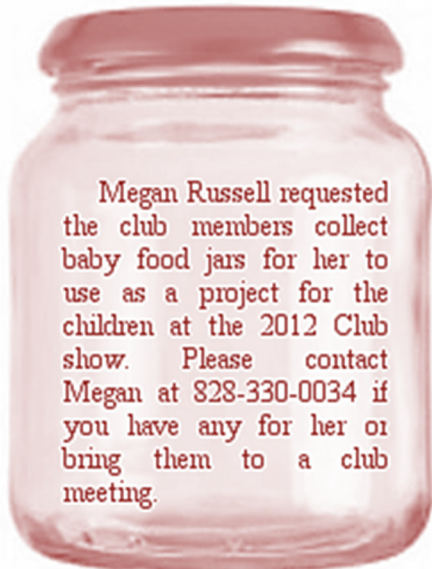 Megan Russell requested
the club members collect
baby food jars for her to
use as a project for the
children at the 2012 Club
show. Please contact
Megan at 828-330-0034 if
you have any for her or
bring them to a club
meeting.